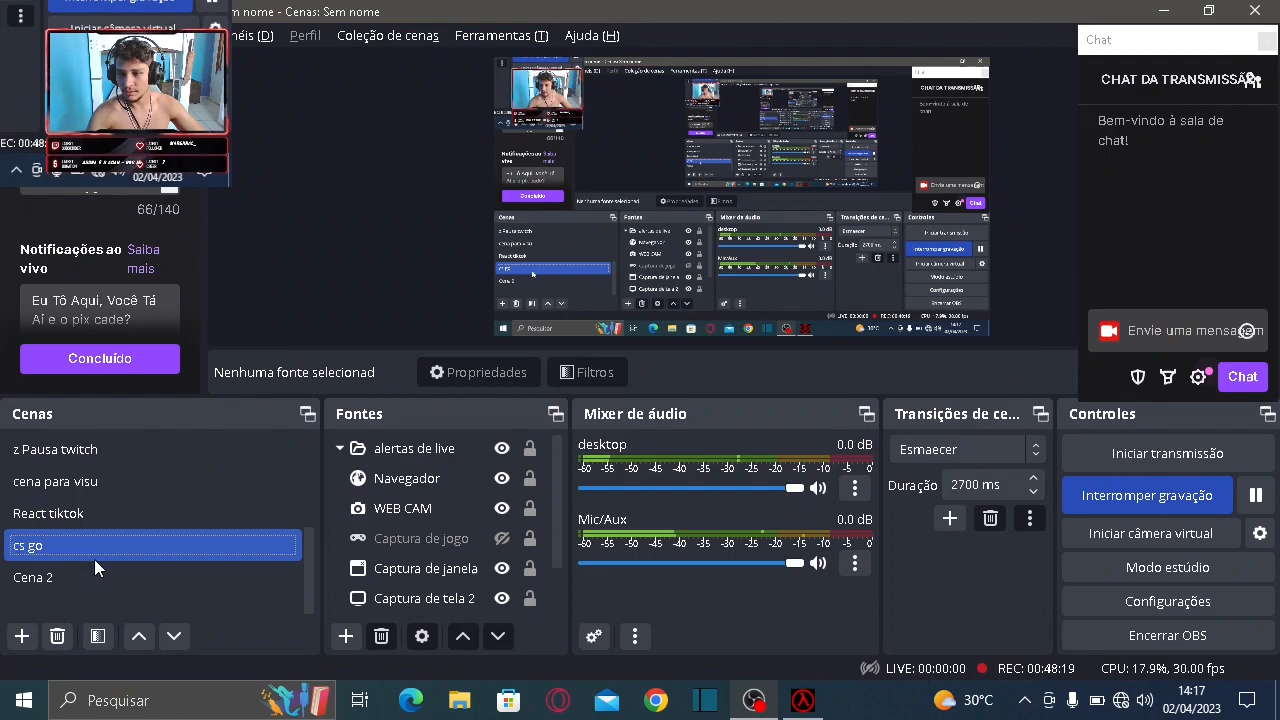 nome - Cenas: Sem nome
néis (D) Perfil Coleção de cenas Ferramentas (T) Ajuda (H)
Chat
CHAT DA TRANSMISSÃO
Bem-vindo à sala de
chat!
Envie uma mensagem
Chat
02/04/2023
66/140
Notificações ao vivo
Saiba mais
Eu Tô Aqui, Você Tá
Aí e o pix cade?
Concluído
Nenhuma fonte selecionad
Propriedades
Filtros
Cenas
z Pausa twitch
cena para visu
React tiktok
cs go
Cena 2
Fontes
alertas de live
Navegador
WEB CAM
Captura de jogo
Captura de janela
Captura de tela 2
Mixer de áudio
desktop 0.0 dB
-60 -55 -50 -45 -40 -35 -30 -25 -20 -15 -10 -5 0
Mic/Aux 0.0 dB
-60 -55 -50 -45 -40 -35 -30 -25 -20 -15 -10 -5 0
Transições de ce...
Esmaecer
Duração 2700 ms
Controles
Iniciar transmissão
Interromper gravação
Iniciar câmera virtual
Modo estúdio
Configurações
Encerrar OBS
LIVE: 00:00:00 REC: 00:48:19 CPU: 17.9%, 30.00 fps
Pesquisar
30°C
14:17
02/04/2023